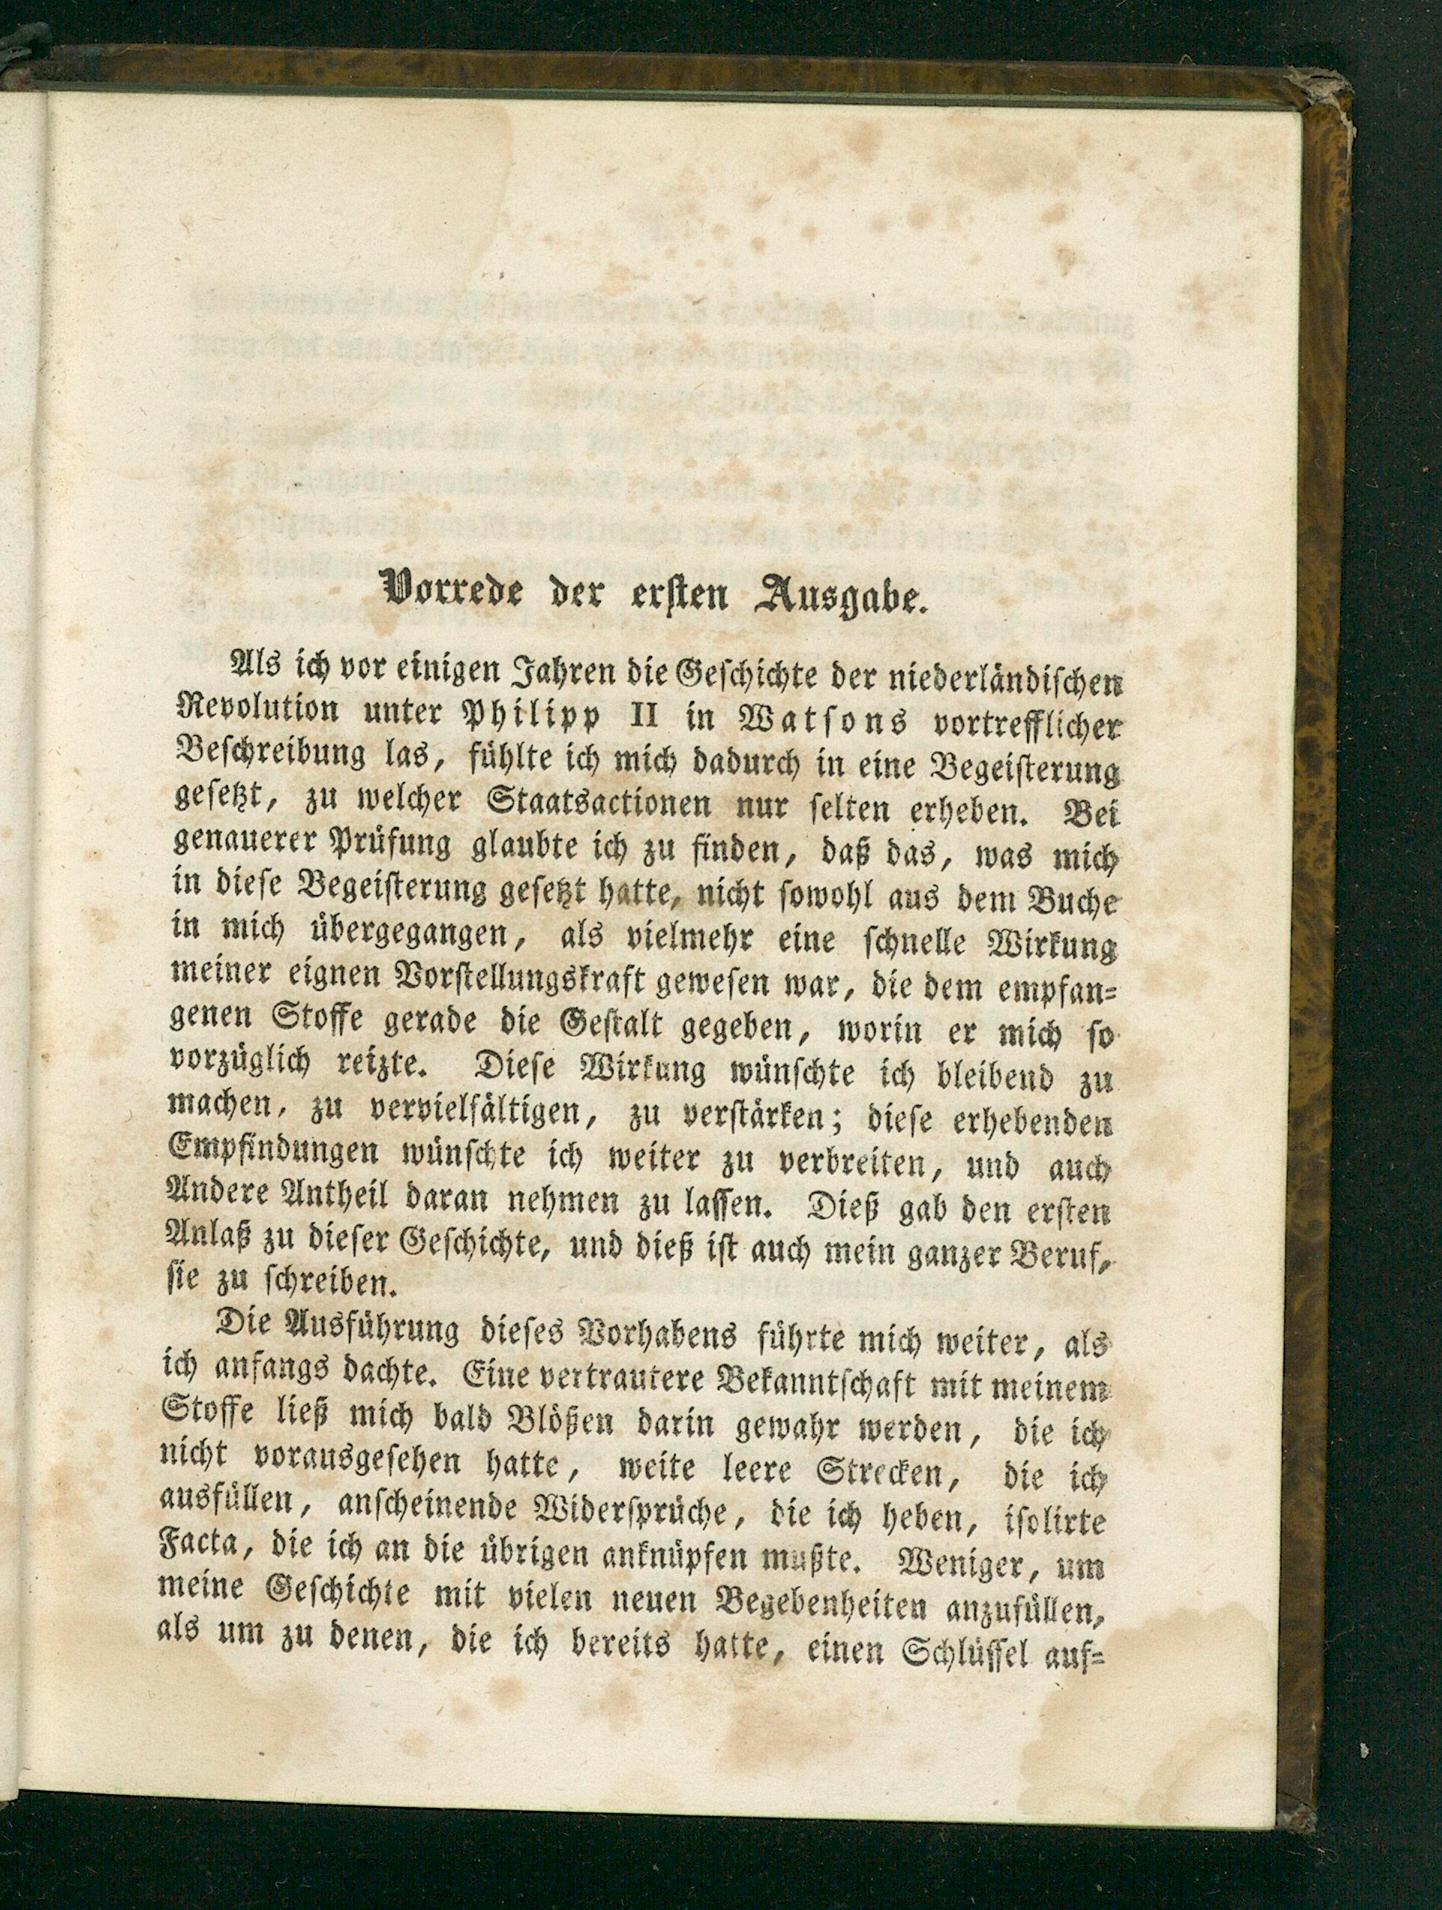 Vorrede der ersten Ausgabe.
Als ich vor einigen Jahren die Geschichte der niederländischen
Revolution unter Philipp II in Watsons vortrefflicher
Beschreibung las, fühlte ich mich dadurch in eine Begeisterung
gesetzt, zu welcher Staatsactionen nur selten erheben. Bei
genauerer Prüfung glaubte ich zu finden, daß das, was mich
in diese Begeisterung gesetzt hatte, nicht sowohl aus dem Buche
in mich übergegangen, als vielmehr eine schnelle Wirkung
meiner eignen Vorstellungskraft gewesen war, die dem empfan-
genen Stoffe gerade die Gestalt gegeben, worin er mich so
vorzüglich reizte. Diese Wirkung wünschte ich bleibend zu
machen, zu vervielfältigen, zu verstärken; diese erhebenden
Empfindungen wünschte ich weiter zu verbreiten, und auch
Andere Antheil daran nehmen zu lassen. Dieß gab den ersten
Anlaß zu dieser Geschichte, und dieß ist auch mein ganzer Beruf,
sie zu schreiben.
Die Ausführung dieses Vorhabens führte mich weiter, als
ich anfangs dachte. Eine vertrautere Bekanntschaft mit meinem
Stoffe ließ mich bald Blößen darin gewahr werden, die ich
nicht vorausgesehen hatte, weite leere Strecken, die ich
ausfüllen, anscheinende Widersprüche, die ich heben, isolirte
Facta, die ich an die übrigen anknüpfen mußte. Weniger, um
meine Geschichte mit vielen neuen Begebenheiten anzufüllen,
als um zu denen, die ich bereits hatte, einen Schlüssel auf-